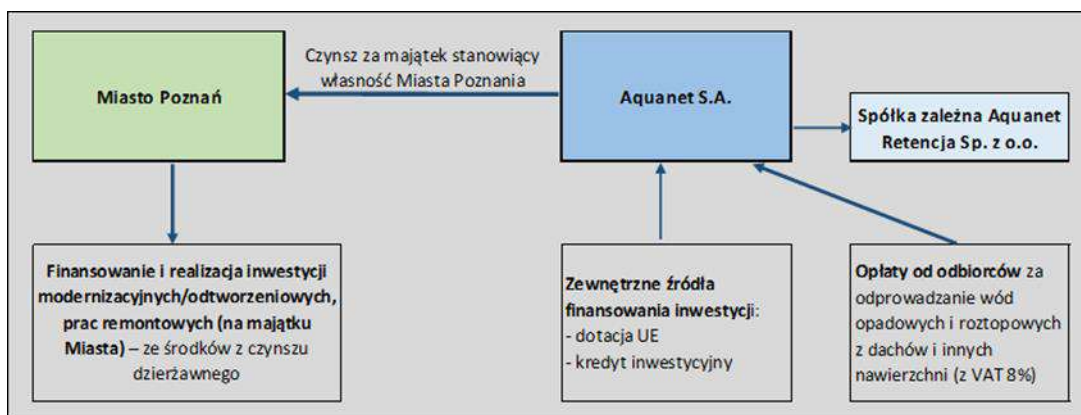 Czynsz za majątek stanowiący
własność Miasta Poznania
Miasto Poznań
Aquanet S.A.
Spółka zależna Aquanet
Retencja Sp. z o.o.
Finansowanie i realizacja inwestycji
modernizacyjnych/odtworzeniowych,
prac remontowych (na majątku
Miasta) – ze środków z czynszu
dzierżawnego
Zewnętrzne źródła
finansowania inwestycji:
- dotacja UE
- kredyt inwestycyjny
Opłaty od odbiorców za
odprowadzanie wód
opadowych i roztopowych
z dachów i innych
nawierzchni (z VAT 8%)